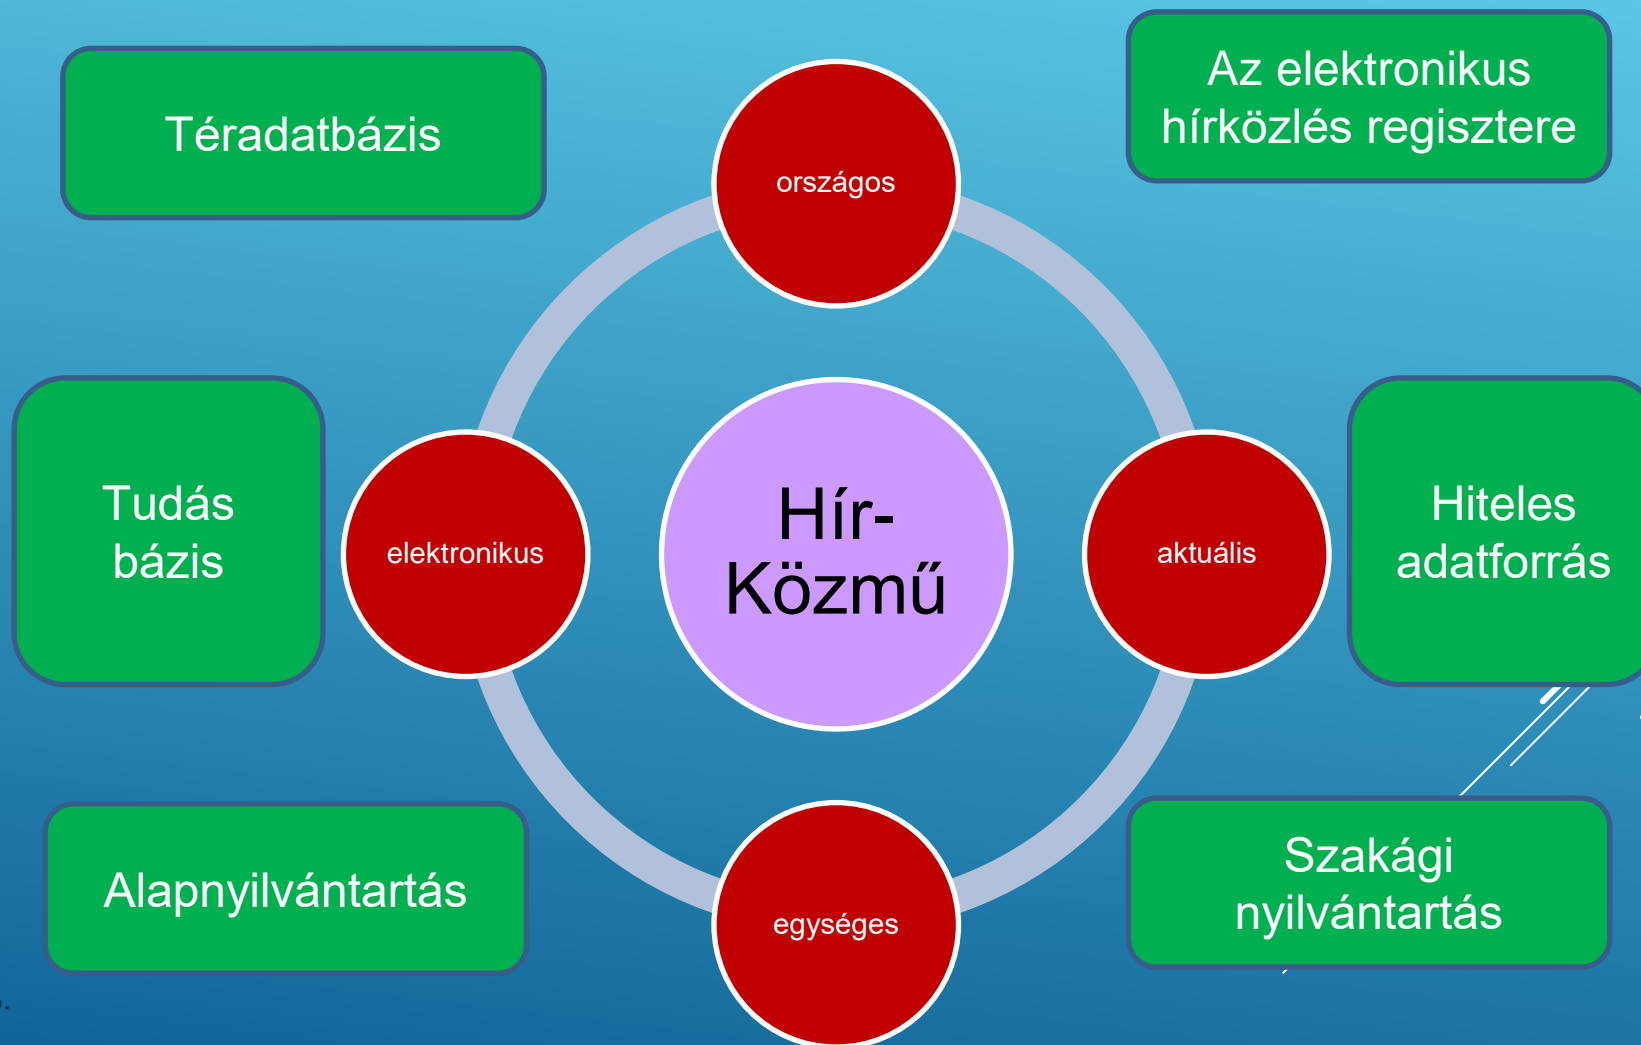 Téradatbázis
Az elektronikus
hírközlés regisztere
országos
Tudás
bázis
elektronikus
Hír-
Közmű
aktuális
Hiteles
adatforrás
Alapnyilvántartás
egységes
Szakági
nyilvántartás